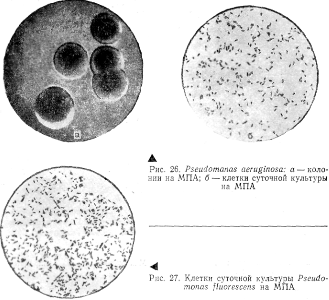 а
б
Рис. 26. Pseudomanas aeruginosa: а — коло-
нии на МПА; б — клетки суточной культуры
на МПА
Рис. 27. Клетки суточной культуры Pseudo-
monas fluorescens на МПА